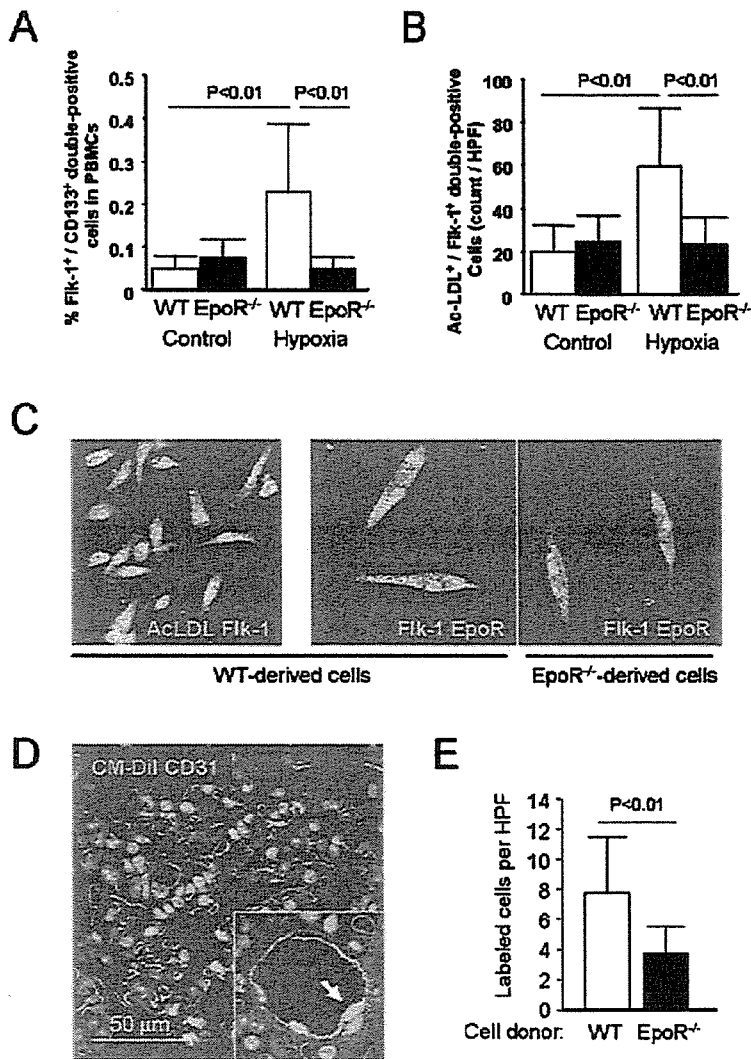 A
% Flk-1+ / CD133+ double-positive
cells in PBMCs
0.5
0.4
0.3
0.2
0.1
0
P<0.01
P<0.01
WT EpoR-/-
WT EpoR-/-
Control
Hypoxia
B
Ac-LDL+ / Flk-1+ double-positive
Cells (count / HPF)
100
80
60
40
20
0
P<0.01
P<0.01
WT EpoR-/-
WT EpoR-/-
Control
Hypoxia
C
AcLDL Flk-1
Flk-1 EpoR
Flk-1 EpoR
WT-derived cells
EpoR-/--derived cells
D
CM-DiI CD31
50 µm
E
Labeled cells per HPF
14
12
10
8
6
4
2
0
P<0.01
Cell donor: WT EpoR-/-